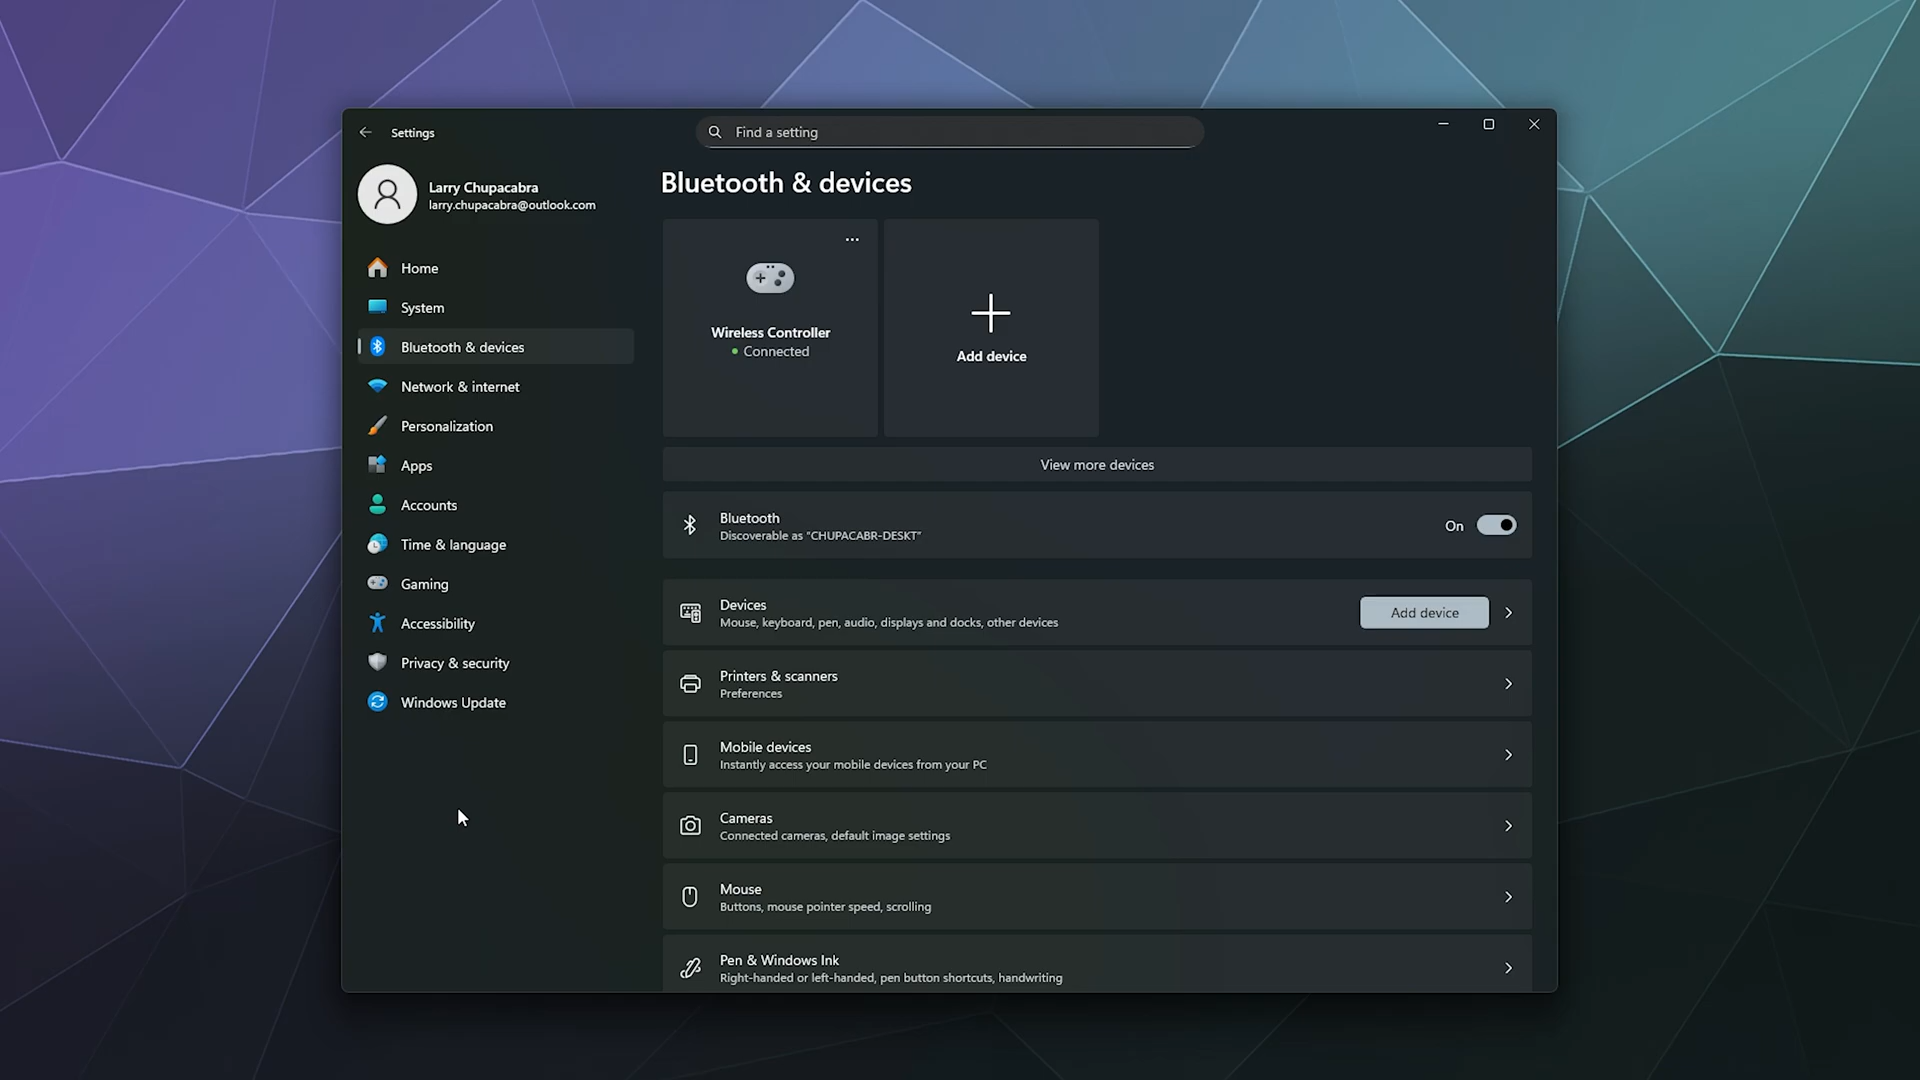 Settings
Find a setting
Larry Chupacabra
larry.chupacabra@outlook.com
Home
System
Bluetooth & devices
Network & internet
Personalization
Apps
Accounts
Time & language
Gaming
Accessibility
Privacy & security
Windows Update
Bluetooth & devices
Wireless Controller
Connected
Add device
View more devices
Bluetooth
Discoverable as "CHUPACABR-DESKT"
On
Devices
Mouse, keyboard, pen, audio, displays and docks, other devices
Add device
Printers & scanners
Preferences
Mobile devices
Instantly access your mobile devices from your PC
Cameras
Connected cameras, default image settings
Mouse
Buttons, mouse pointer speed, scrolling
Pen & Windows Ink
Right-handed or left-handed, pen button shortcuts, handwriting